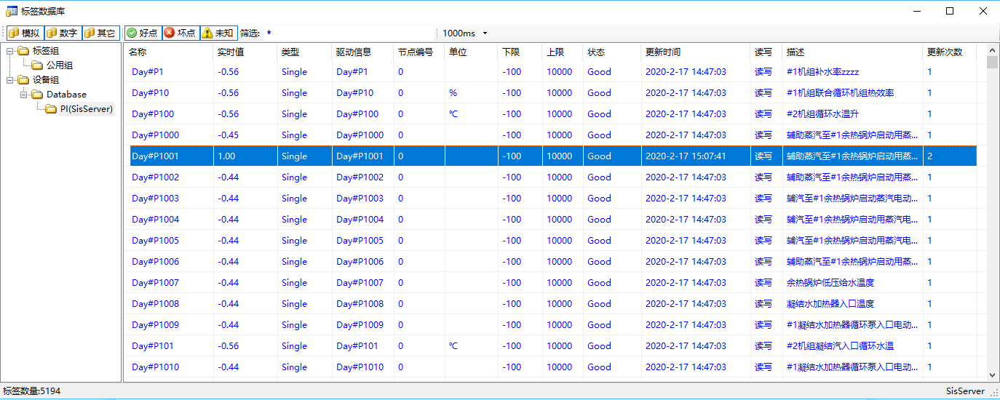 标签数据库
模拟 数字 其它 好点 坏点 未知 筛选: * 1000ms
标签组
公用组
设备组
Database
PI(SisServer)
名称 实时值 类型 驱动信息 节点编号 单位 下限 上限 状态 更新时间 读写 描述 更新次数
Day#P1 -0.56 Single Day#P1 0 -100 10000 Good 2020-2-17 14:47:03 读写 #1机组补水率zzzz 1
Day#P10 -0.56 Single Day#P10 0 % -100 10000 Good 2020-2-17 14:47:03 读写 #1机组联合循环机组热效率 1
Day#P100 -0.56 Single Day#P100 0 ℃ -100 10000 Good 2020-2-17 14:47:03 读写 #2机组循环水温升 1
Day#P1000 -0.45 Single Day#P1000 0 -100 10000 Good 2020-2-17 14:47:03 读写 辅助蒸汽至#1余热锅炉启动用蒸... 1
Day#P1001 1.00 Single Day#P1001 0 -100 10000 Good 2020-2-17 15:07:41 读写 辅助蒸汽至#1余热锅炉启动用蒸... 2
Day#P1002 -0.44 Single Day#P1002 0 -100 10000 Good 2020-2-17 14:47:03 读写 辅助蒸汽至#1余热锅炉启动用蒸... 1
Day#P1003 -0.44 Single Day#P1003 0 -100 10000 Good 2020-2-17 14:47:03 读写 辅汽至#1余热锅炉启动蒸汽电动... 1
Day#P1004 -0.44 Single Day#P1004 0 -100 10000 Good 2020-2-17 14:47:03 读写 辅汽至#1余热锅炉启动用蒸汽电... 1
Day#P1005 -0.44 Single Day#P1005 0 -100 10000 Good 2020-2-17 14:47:03 读写 辅汽至#1余热锅炉启动用蒸汽电... 1
Day#P1006 -0.44 Single Day#P1006 0 -100 10000 Good 2020-2-17 14:47:03 读写 辅助蒸汽至#1余热锅炉启动用蒸... 1
Day#P1007 -0.44 Single Day#P1007 0 -100 10000 Good 2020-2-17 14:47:03 读写 余热锅炉低压给水温度 1
Day#P1008 -0.44 Single Day#P1008 0 -100 10000 Good 2020-2-17 14:47:03 读写 凝结水加热器入口温度 1
Day#P1009 -0.44 Single Day#P1009 0 -100 10000 Good 2020-2-17 14:47:03 读写 #1凝结水加热器循环泵入口电动... 1
Day#P101 -0.56 Single Day#P101 0 ℃ -100 10000 Good 2020-2-17 14:47:03 读写 #2机组凝结汽入口循环水温 1
Day#P1010 -0.44 Single Day#P1010 0 -100 10000 Good 2020-2-17 14:47:03 读写 #1凝结水加热器循环泵入口电动... 1
标签数量:5194 SisServer